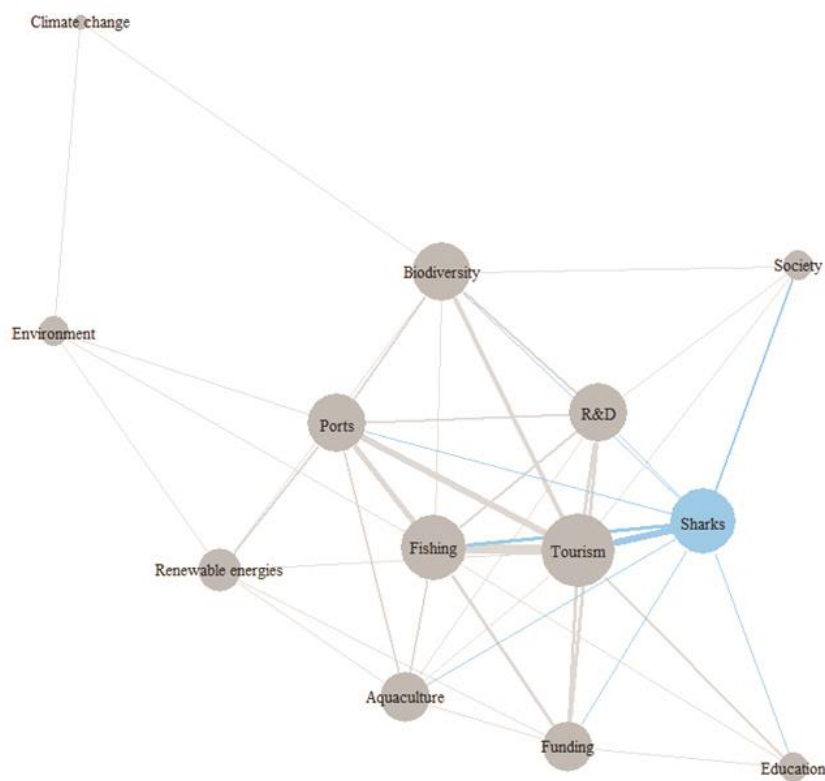 Climate change
Biodiversity
Society
Environment
R&D
Ports
Sharks
Fishing
Tourism
Renewable energies
Aquaculture
Funding
Education